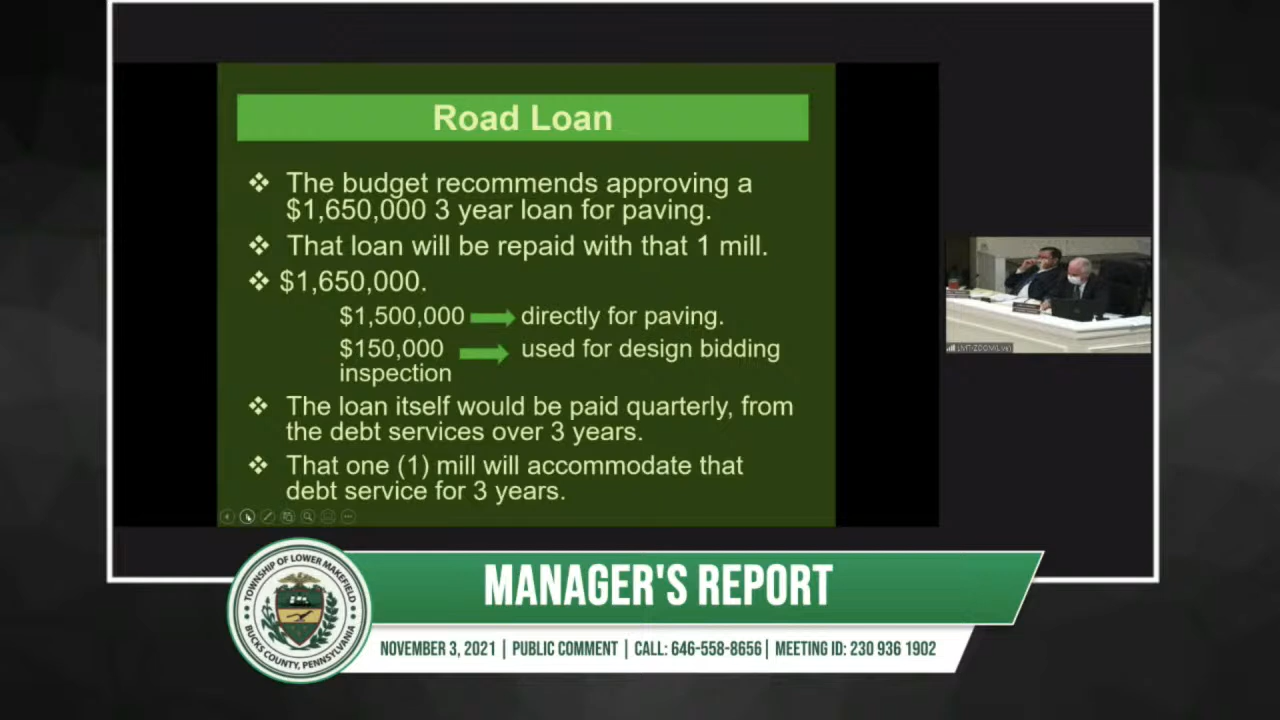 Road Loan
❖ The budget recommends approving a
$1,650,000 3 year loan for paving.
❖ That loan will be repaid with that 1 mill.
❖ $1,650,000.
$1,500,000 → directly for paving.
$150,000 → used for design bidding
inspection
❖ The loan itself would be paid quarterly, from
the debt services over 3 years.
❖ That one (1) mill will accommodate that
debt service for 3 years.
TOWNSHIP OF LOWER MAKEFIELD
BUCKS COUNTY, PENNSYLVANIA
MANAGER'S REPORT
NOVEMBER 3, 2021 | PUBLIC COMMENT | CALL: 646-558-8656 | MEETING ID: 230 936 1902